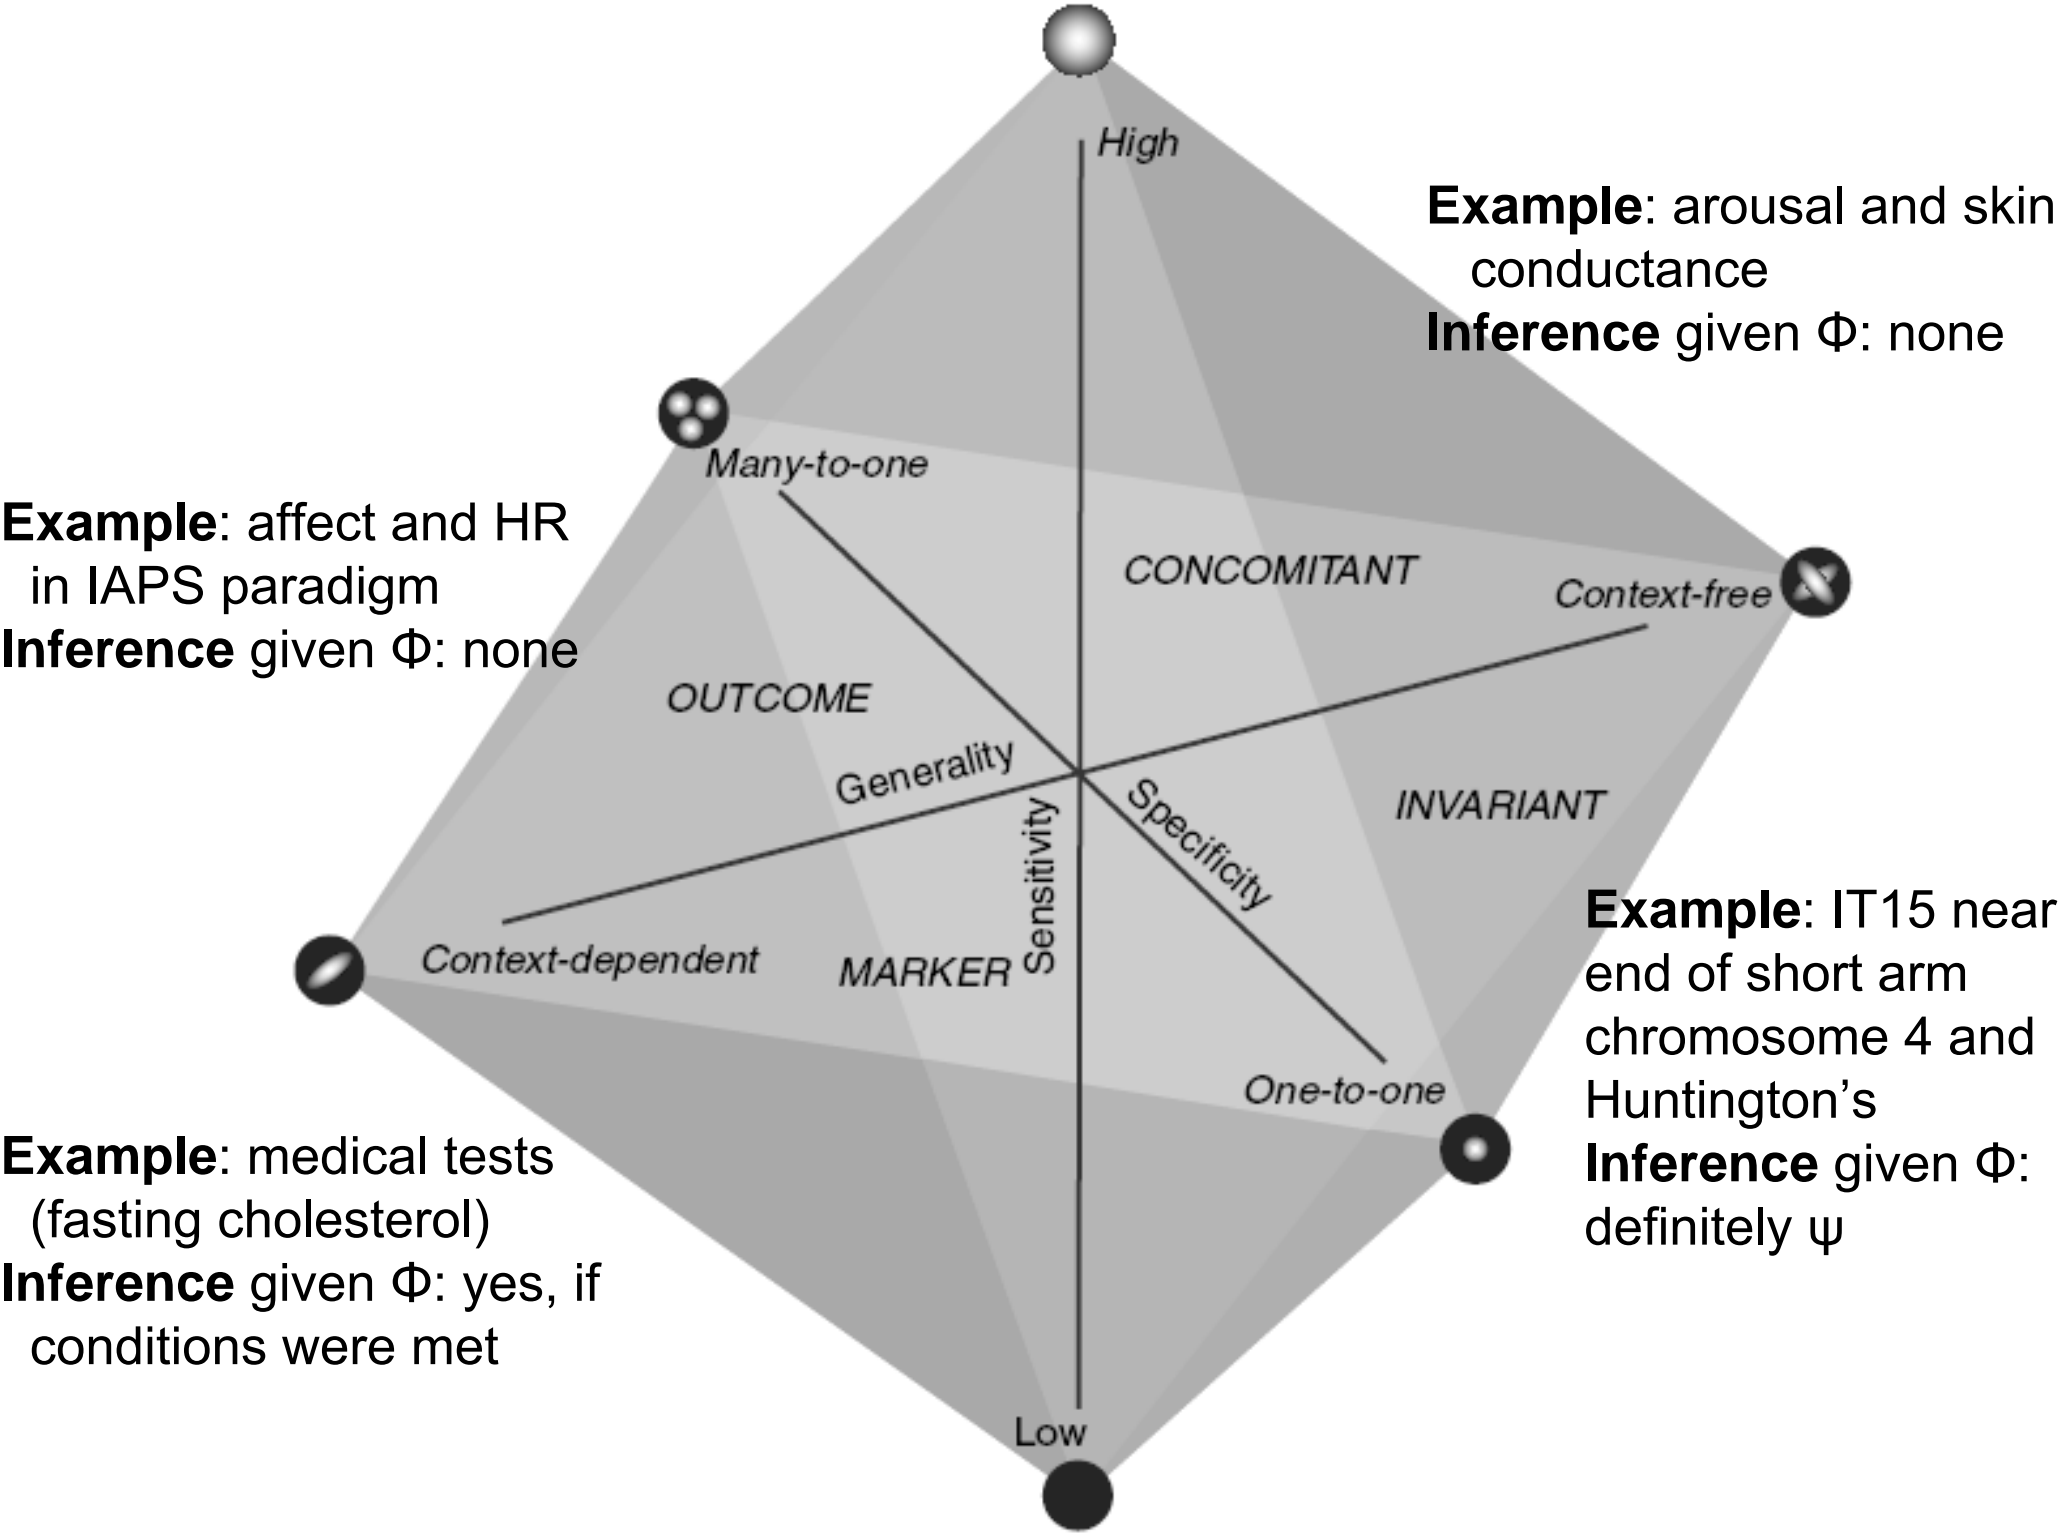 High
Example: arousal and skin
conductance
Inference given Φ: none
Many-to-one
Example: affect and HR
in IAPS paradigm
Inference given Φ: none
CONCOMITANT
Context-free
OUTCOME
Generality
Sensitivity
Specificity
INVARIANT
Context-dependent
MARKER
Example: IT15 near
end of short arm
chromosome 4 and
Huntington’s
Inference given Φ:
definitely ψ
One-to-one
Example: medical tests
(fasting cholesterol)
Inference given Φ: yes, if
conditions were met
Low